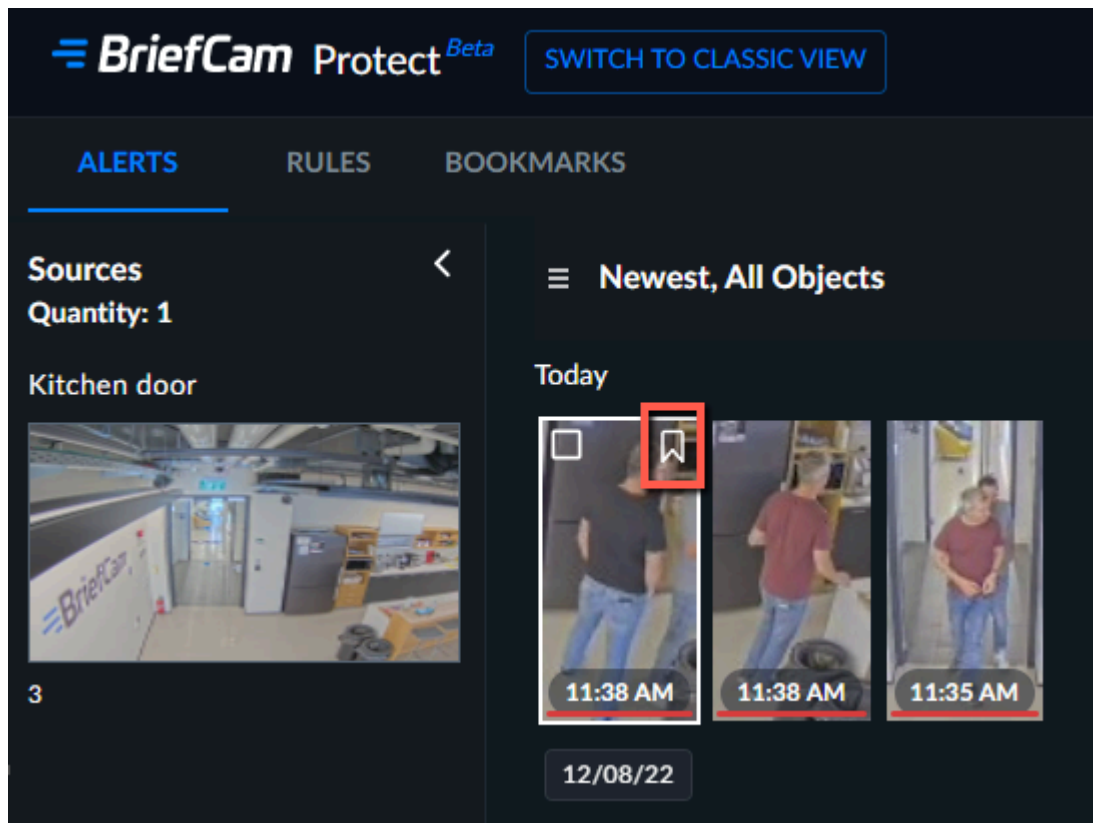 BriefCam Protect Beta SWITCH TO CLASSIC VIEW
ALERTS RULES BOOKMARKS
Sources
Quantity: 1
Kitchen door
BriefCam
3
Newest, All Objects
Today
11:38 AM 11:38 AM 11:35 AM
12/08/22